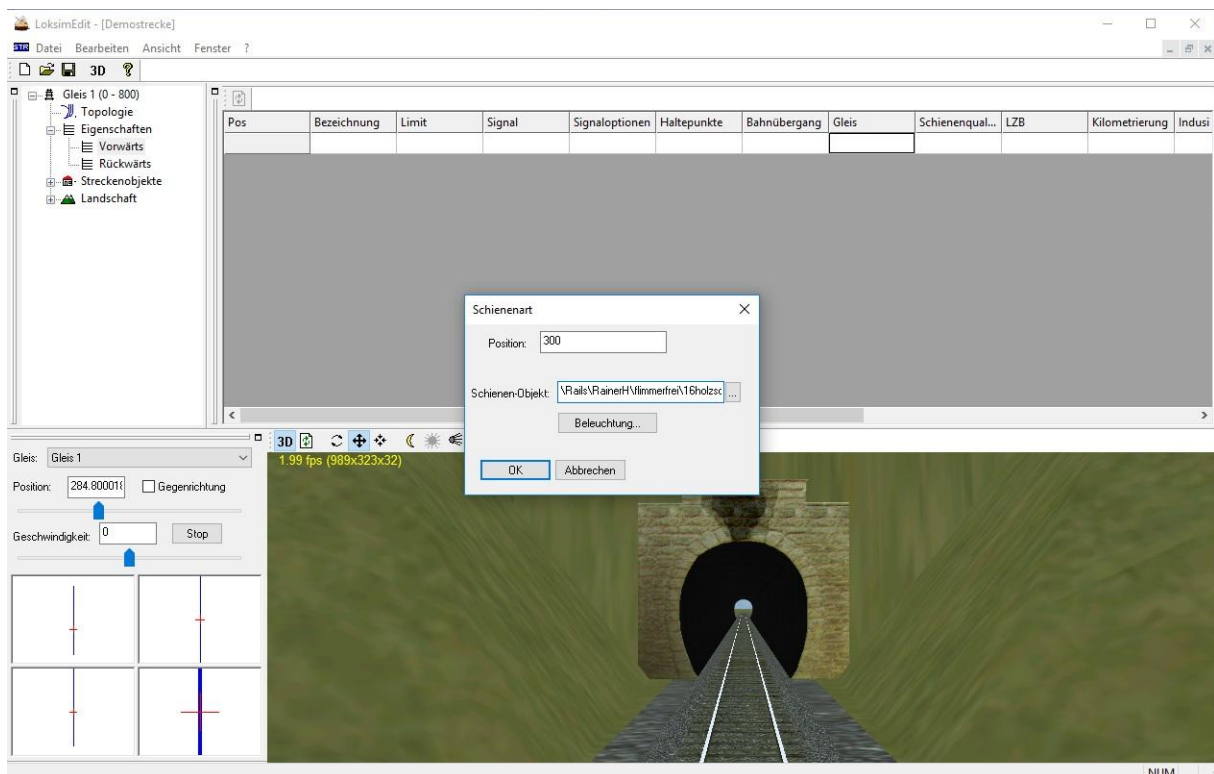 LoksimEdit - [Demostrecke]
STR Datei Bearbeiten Ansicht Fenster ?
3D ?
Gleis 1 (0 - 800)
Topologie
Eigenschaften
Vorwärts
Rückwärts
Streckenobjekte
Landschaft
Pos Bezeichnung Limit Signal Signaloptionen Haltepunkte Bahnübergang Gleis Schienenqual... LZB Kilometrierung Indusi
Schienenart
Position: 300
Schienen-Objekt: \Rails\RainerH\flimmerfrei\16holzsc ...
Beleuchtung...
OK Abbrechen
3D
1.99 fps (989x323x32)
Gleis: Gleis 1
Position: 284.80001 Gegenrichtung
Geschwindigkeit: 0 Stop
NUM